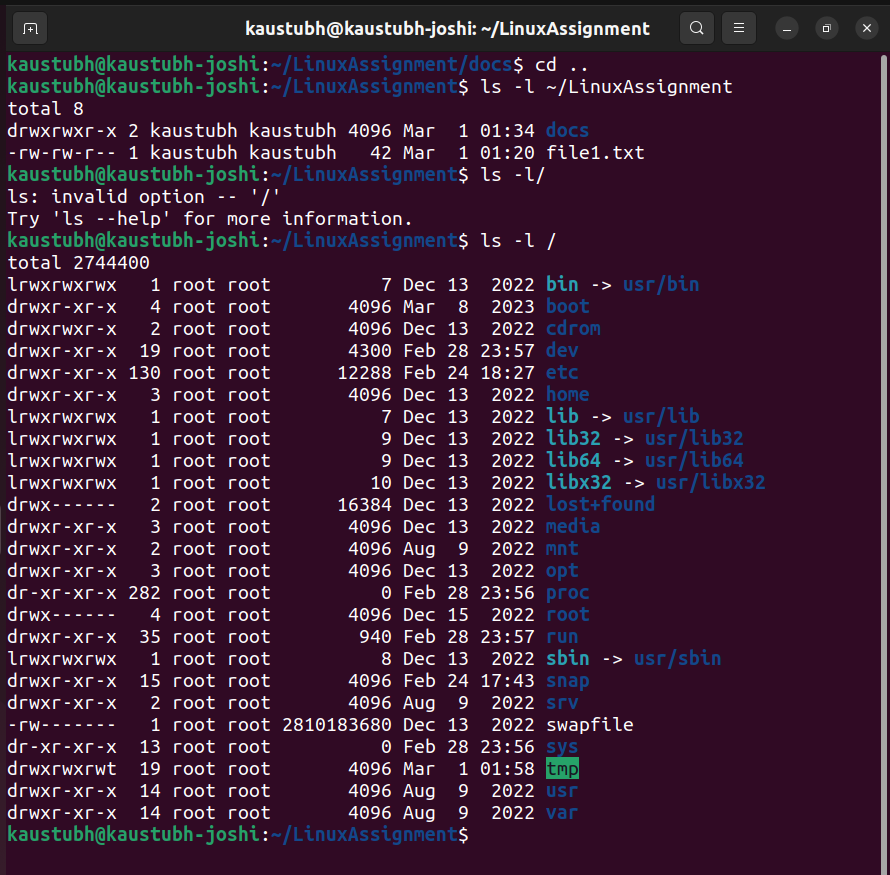 kaustubh@kaustubh-joshi: ~/LinuxAssignment
kaustubh@kaustubh-joshi:~/LinuxAssignment/docs$ cd ..
kaustubh@kaustubh-joshi:~/LinuxAssignment$ ls -l ~/LinuxAssignment
total 8
drwxrwxr-x 2 kaustubh kaustubh 4096 Mar  1 01:34 docs
-rw-rw-r-- 1 kaustubh kaustubh   42 Mar  1 01:20 file1.txt
kaustubh@kaustubh-joshi:~/LinuxAssignment$ ls -l/
ls: invalid option -- '/'
Try 'ls --help' for more information.
kaustubh@kaustubh-joshi:~/LinuxAssignment$ ls -l /
total 2744400
lrwxrwxrwx   1 root root          7 Dec 13  2022 bin -> usr/bin
drwxr-xr-x   4 root root       4096 Mar  8  2023 boot
drwxrwxr-x   2 root root       4096 Dec 13  2022 cdrom
drwxr-xr-x  19 root root       4300 Feb 28 23:57 dev
drwxr-xr-x 130 root root      12288 Feb 24 18:27 etc
drwxr-xr-x   3 root root       4096 Dec 13  2022 home
lrwxrwxrwx   1 root root          7 Dec 13  2022 lib -> usr/lib
lrwxrwxrwx   1 root root          9 Dec 13  2022 lib32 -> usr/lib32
lrwxrwxrwx   1 root root          9 Dec 13  2022 lib64 -> usr/lib64
lrwxrwxrwx   1 root root         10 Dec 13  2022 libx32 -> usr/libx32
drwx------   2 root root      16384 Dec 13  2022 lost+found
drwxr-xr-x   3 root root       4096 Dec 13  2022 media
drwxr-xr-x   2 root root       4096 Aug  9  2022 mnt
drwxr-xr-x   3 root root       4096 Dec 13  2022 opt
dr-xr-xr-x 282 root root          0 Feb 28 23:56 proc
drwx------   4 root root       4096 Dec 15  2022 root
drwxr-xr-x  35 root root        940 Feb 28 23:57 run
lrwxrwxrwx   1 root root          8 Dec 13  2022 sbin -> usr/sbin
drwxr-xr-x  15 root root       4096 Feb 24 17:43 snap
drwxr-xr-x   2 root root       4096 Aug  9  2022 srv
-rw-------   1 root root 2810183680 Dec 13  2022 swapfile
dr-xr-xr-x  13 root root          0 Feb 28 23:56 sys
drwxrwxrwt  19 root root       4096 Mar  1 01:58 tmp
drwxr-xr-x  14 root root       4096 Aug  9  2022 usr
drwxr-xr-x  14 root root       4096 Aug  9  2022 var
kaustubh@kaustubh-joshi:~/LinuxAssignment$